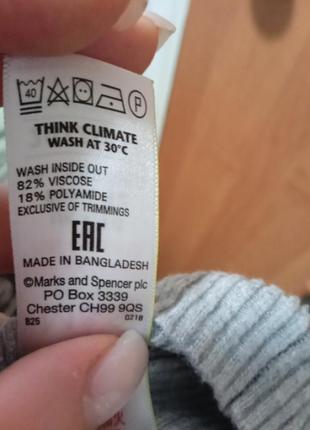 40 P
THINK CLIMATE
WASH AT 30°C
WASH INSIDE OUT
82% VISCOSE
18% POLYAMIDE
EXCLUSIVE OF TRIMMINGS
EAC
MADE IN BANGLADESH
©Marks and Spencer plc
PO Box 3339
Chester CH99 9QS
B25 0218